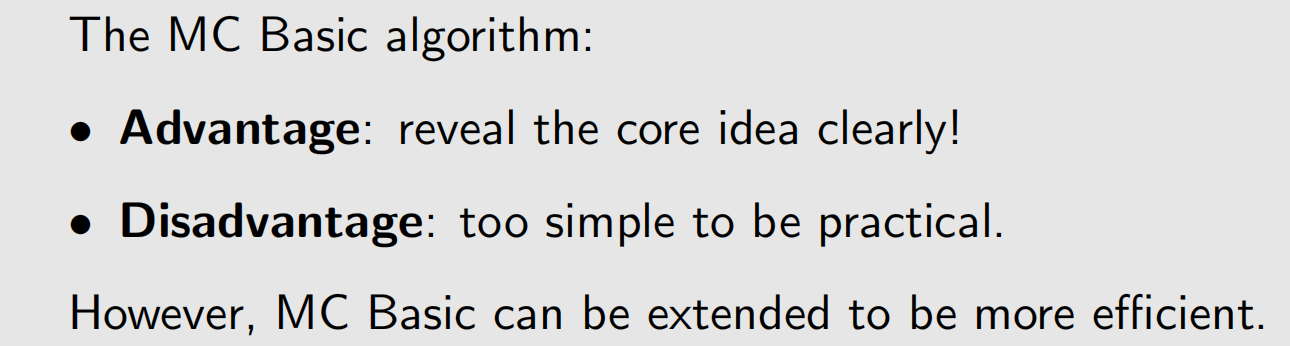 The MC Basic algorithm:
• Advantage: reveal the core idea clearly!
• Disadvantage: too simple to be practical.
However, MC Basic can be extended to be more efficient.